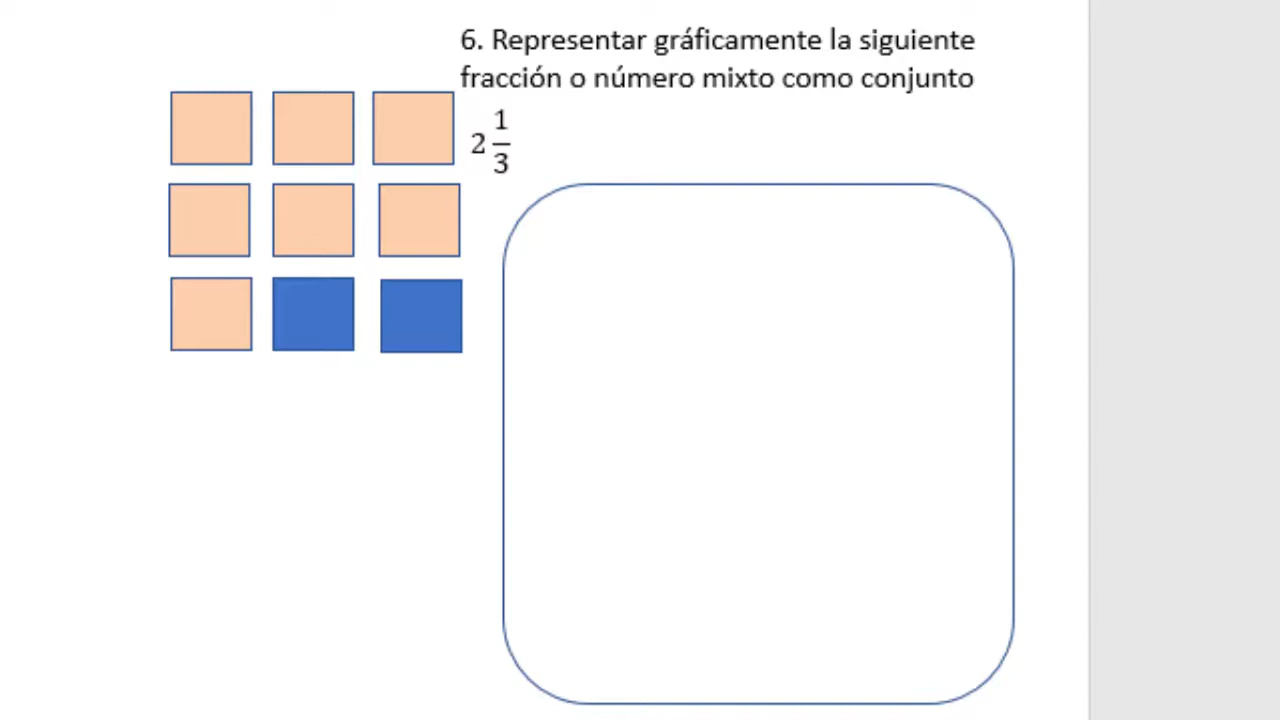 6. Representar gráficamente la siguiente
fracción o número mixto como conjunto
2 1/3